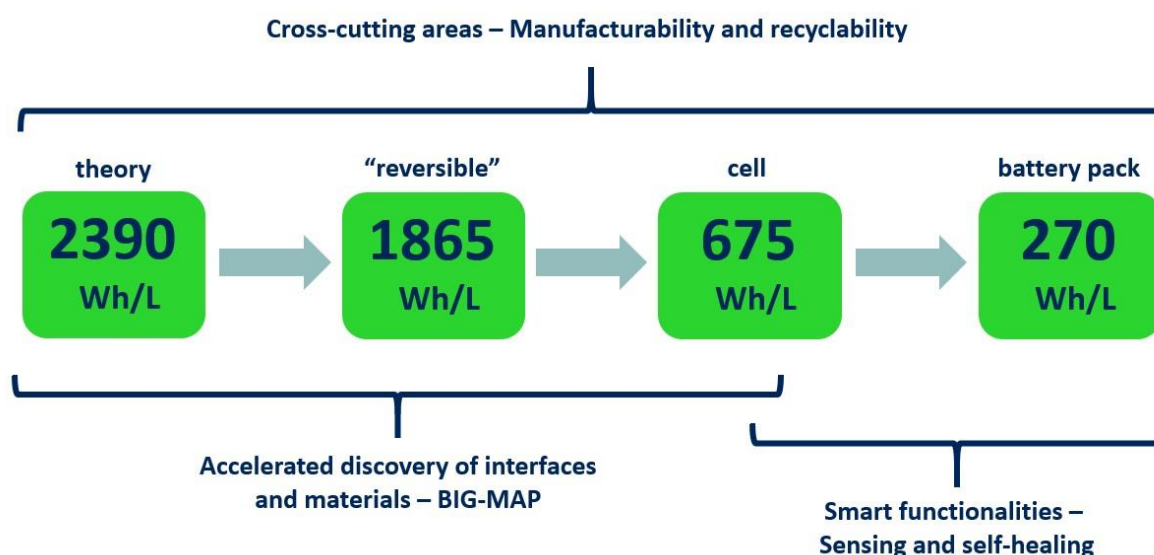 Cross-cutting areas – Manufacturability and recyclability
theory
“reversible”
cell
battery pack
2390
Wh/L
1865
Wh/L
675
Wh/L
270
Wh/L
Accelerated discovery of interfaces
and materials – BIG-MAP
Smart functionalities –
Sensing and self-healing